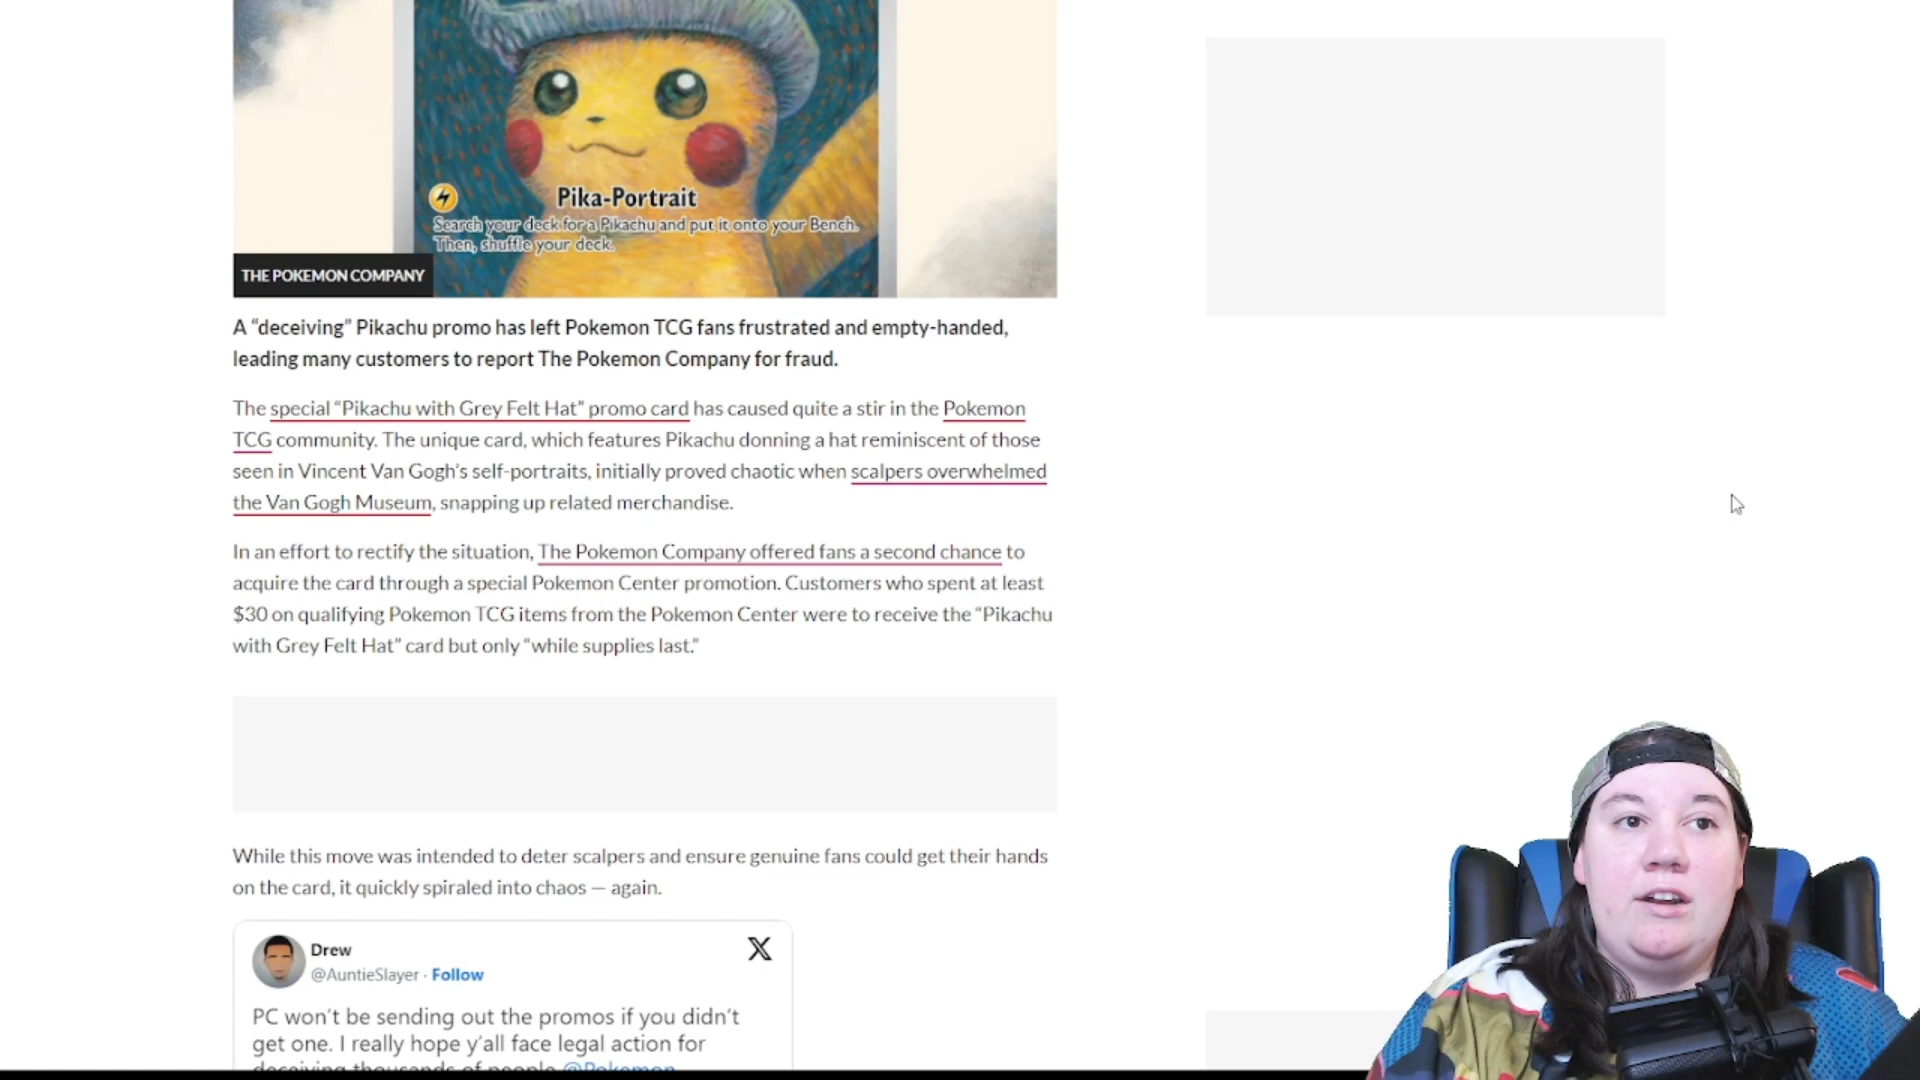 Pika-Portrait
Search your deck for a Pikachu and put it onto your Bench.
Then, shuffle your deck.
THE POKEMON COMPANY
A “deceiving” Pikachu promo has left Pokemon TCG fans frustrated and empty-handed,
leading many customers to report The Pokemon Company for fraud.
The special “Pikachu with Grey Felt Hat” promo card has caused quite a stir in the Pokemon
TCG community. The unique card, which features Pikachu donning a hat reminiscent of those
seen in Vincent Van Gogh’s self-portraits, initially proved chaotic when scalpers overwhelmed
the Van Gogh Museum, snapping up related merchandise.
In an effort to rectify the situation, The Pokemon Company offered fans a second chance to
acquire the card through a special Pokemon Center promotion. Customers who spent at least
$30 on qualifying Pokemon TCG items from the Pokemon Center were to receive the “Pikachu
with Grey Felt Hat” card but only “while supplies last.”
While this move was intended to deter scalpers and ensure genuine fans could get their hands
on the card, it quickly spiraled into chaos — again.
Drew
@AuntieSlayer · Follow
PC won’t be sending out the promos if you didn’t
get one. I really hope y’all face legal action for
deceiving thousands of people @Pokemon